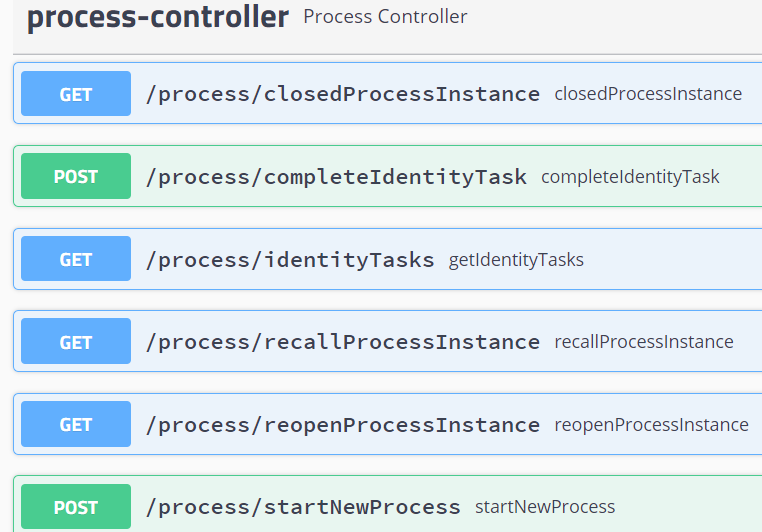 process-controller Process Controller
GET /process/closedProcessInstance closedProcessInstance
POST /process/completeIdentityTask completeIdentityTask
GET /process/identityTasks getIdentityTasks
GET /process/recallProcessInstance recallProcessInstance
GET /process/reopenProcessInstance reopenProcessInstance
POST /process/startNewProcess startNewProcess